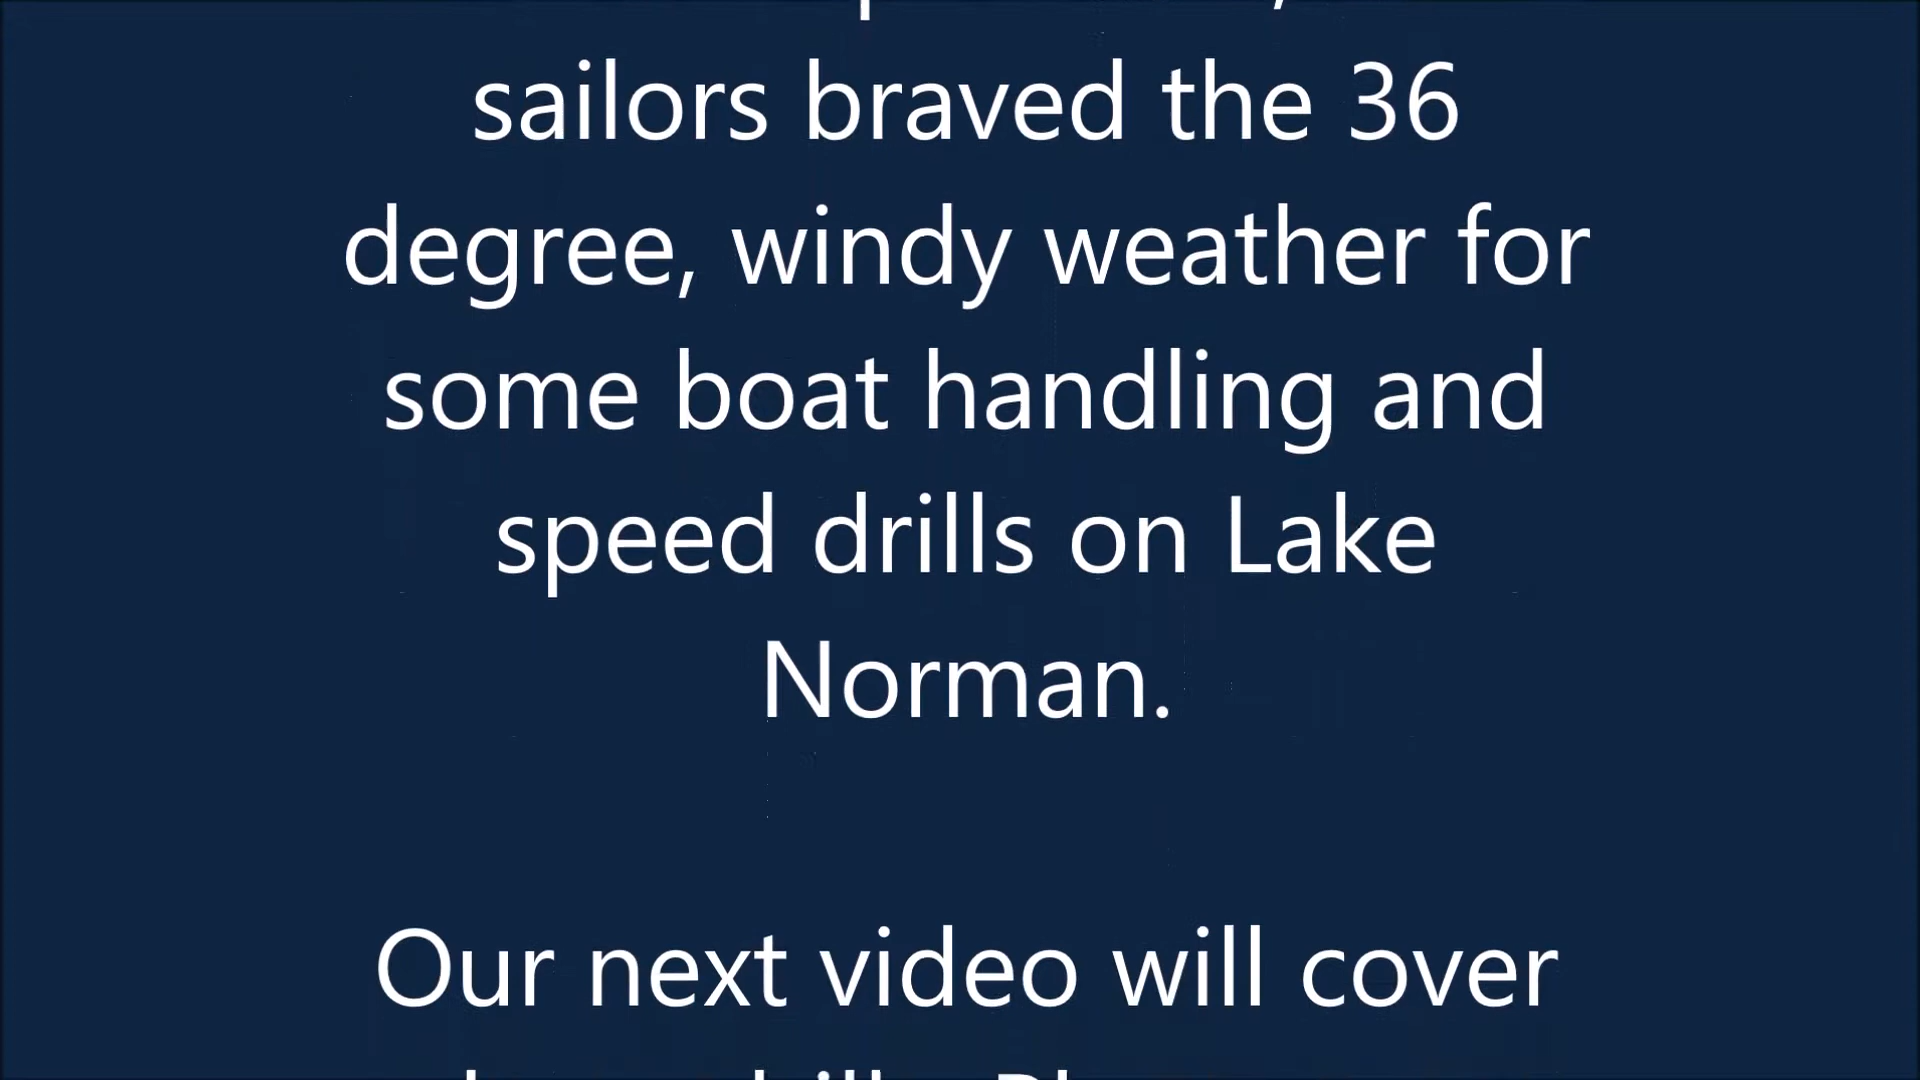 sailors braved the 36
degree, windy weather for
some boat handling and
speed drills on Lake
Norman.
Our next video will cover